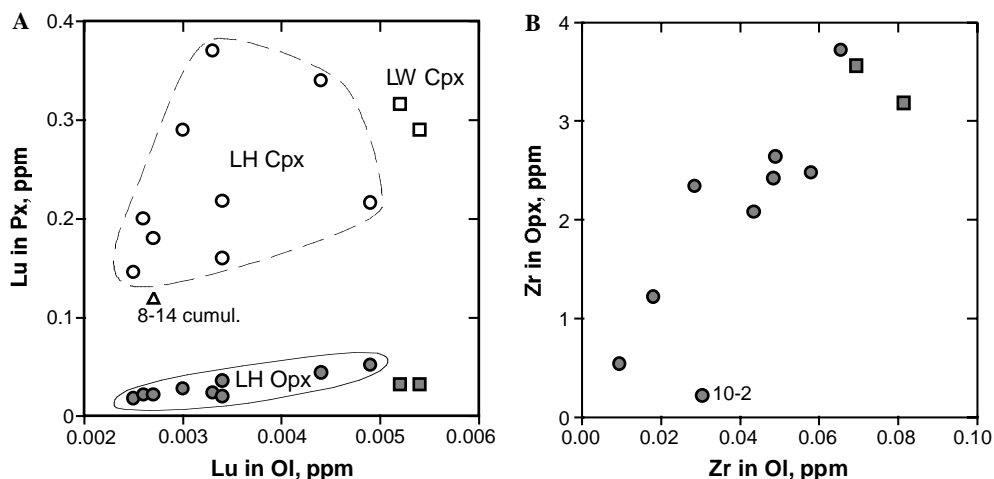 A
0.4
0.3
0.2
0.1
0
Lu in Px, ppm
LW Cpx
LH Cpx
8-14 cumul.
LH Opx
0.002 0.003 0.004 0.005 0.006
Lu in Ol, ppm
B
4
3
2
1
0
Zr in Opx, ppm
10-2
0.00 0.02 0.04 0.06 0.08 0.10
Zr in Ol, ppm